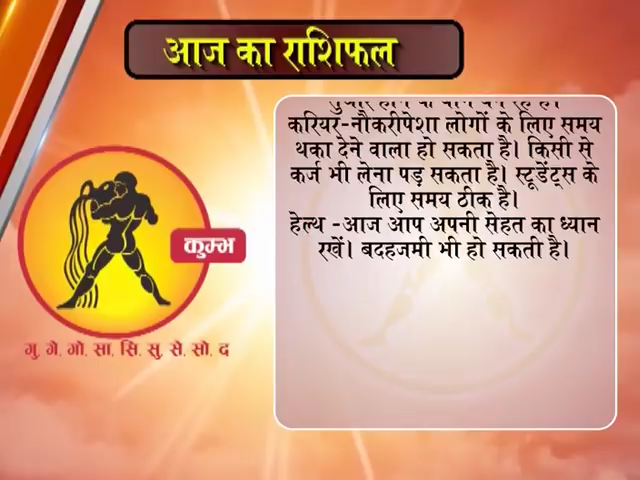 आज का राशिफल
करियर-नौकरीपेशा लोगों के लिए समय
थका देने वाला हो सकता है। किसी से
कर्ज भी लेना पड़ सकता है। स्टूडेंट्स के
लिए समय ठीक है।
हेल्थ -आज आप अपनी सेहत का ध्यान
रखें। बदहजमी भी हो सकती है।
कुम्भ
गु, गे, गो, सा, सि, सु, से, सो, द